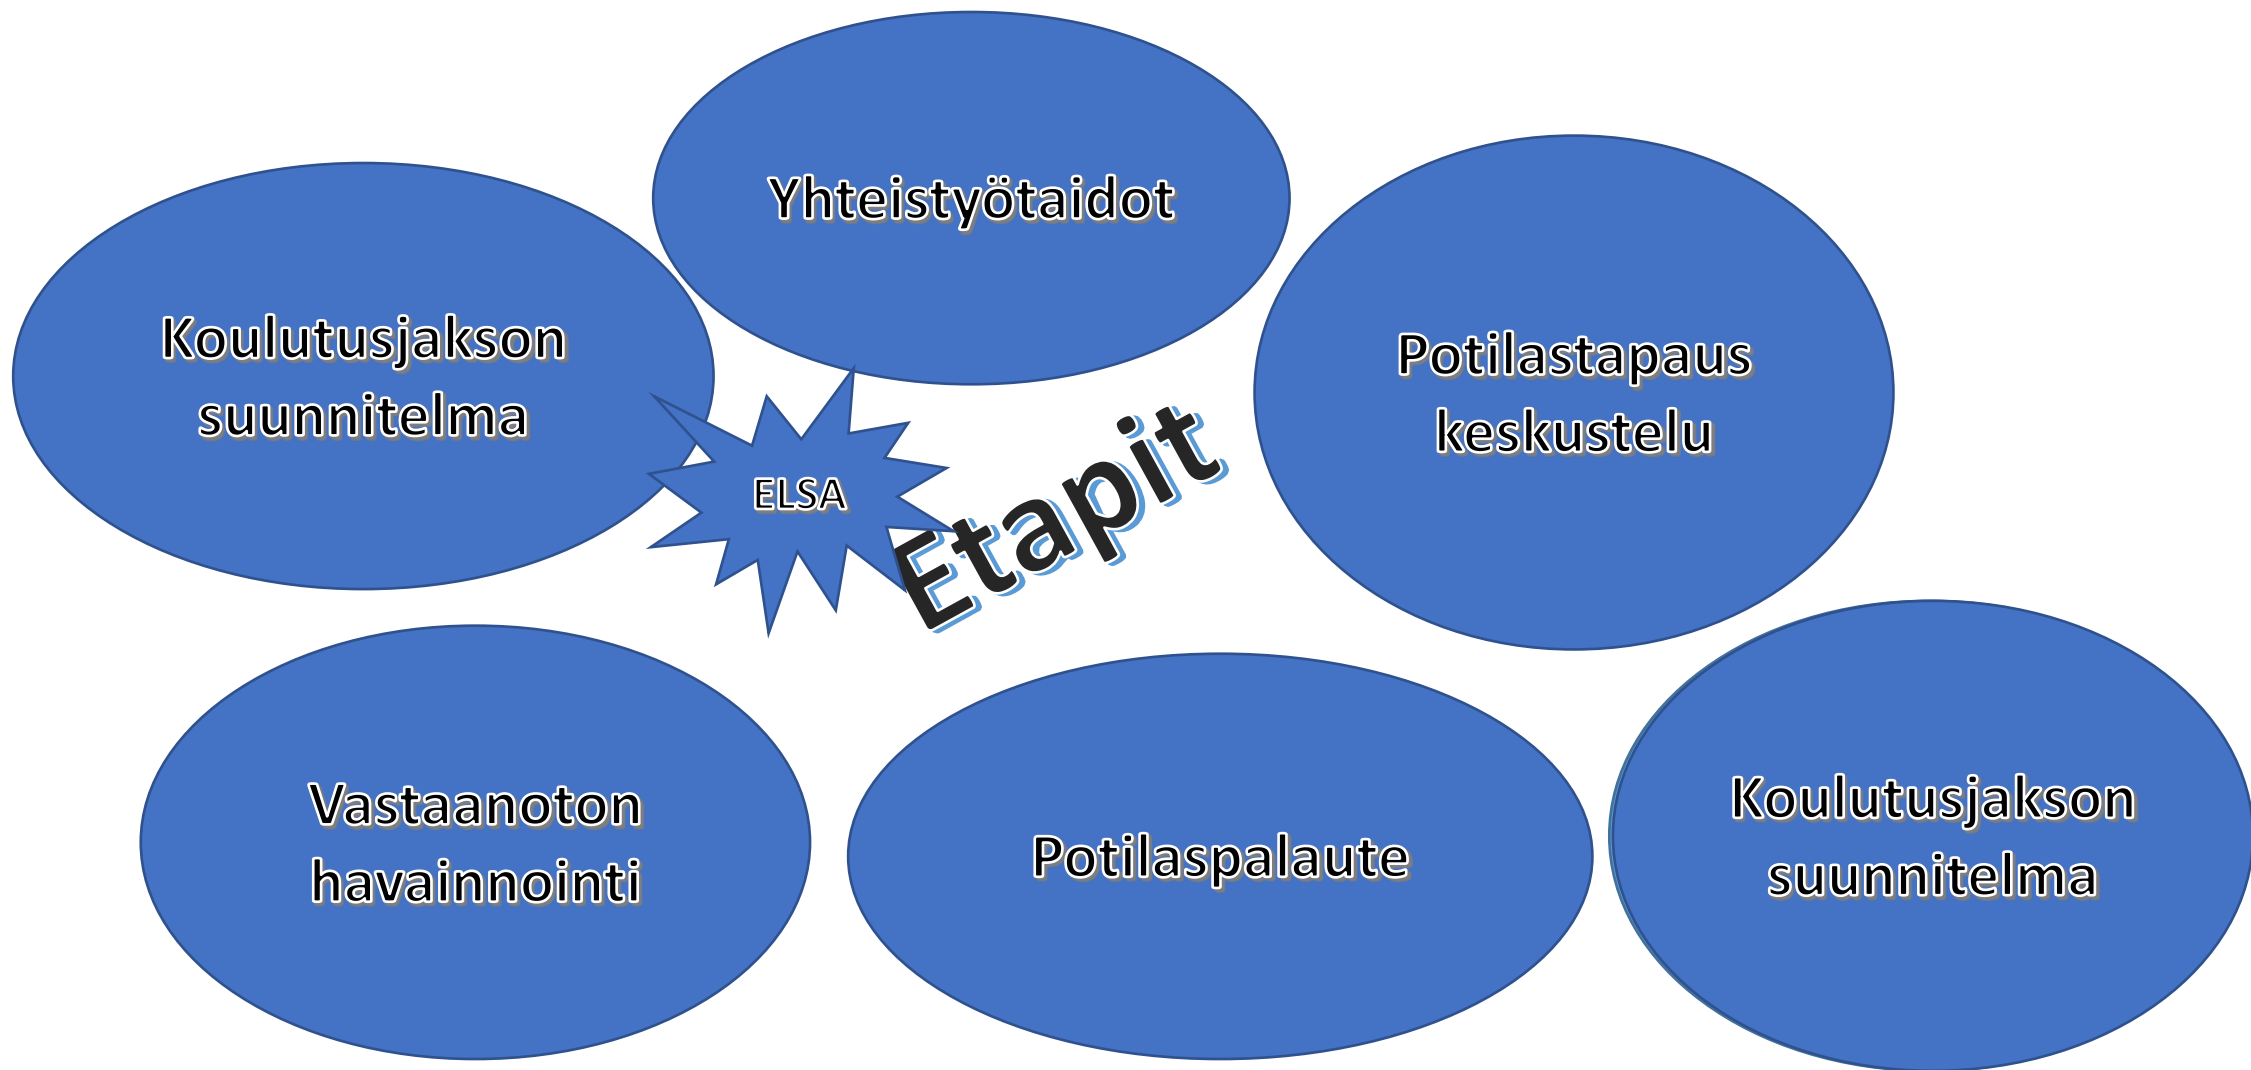 Yhteistyötaidot
Koulutusjakson
suunnitelma
Potilastapaus
keskustelu
ELSA
Etapit
Vastaanoton
havainnointi
Potilaspalaute
Koulutusjakson
suunnitelma